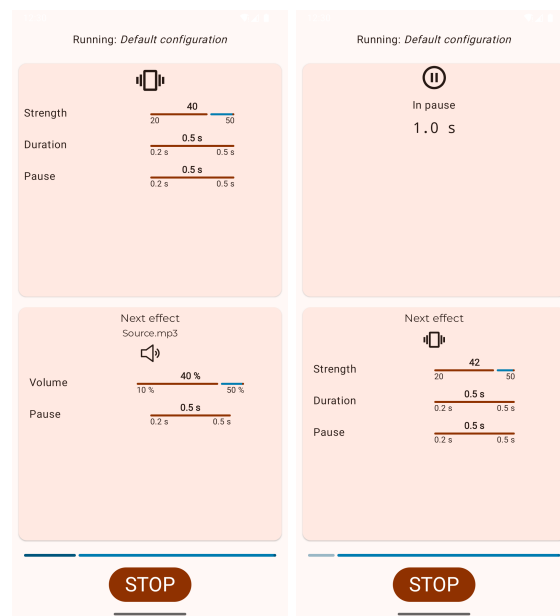 Running: Default configuration
Strength
40
20 50
Duration
0.5 s
0.2 s 0.5 s
Pause
0.5 s
0.2 s 0.5 s
Next effect
Source.mp3
Volume
40 %
10 % 50 %
Pause
0.5 s
0.2 s 0.5 s
STOP
Running: Default configuration
In pause
1.0 s
Next effect
Strength
42
20 50
Duration
0.5 s
0.2 s 0.5 s
Pause
0.5 s
0.2 s 0.5 s
STOP